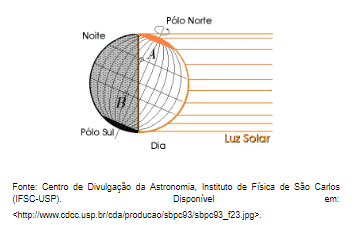 Pólo Norte
Noite
A
B
Pólo Sul
Dia
Luz Solar
Fonte: Centro de Divulgação da Astronomia, Instituto de Física de São Carlos
(IFSC-USP). Disponível em:
<http://www.cdcc.usp.br/cda/producao/sbpc93/sbpc93_f23.jpg>.